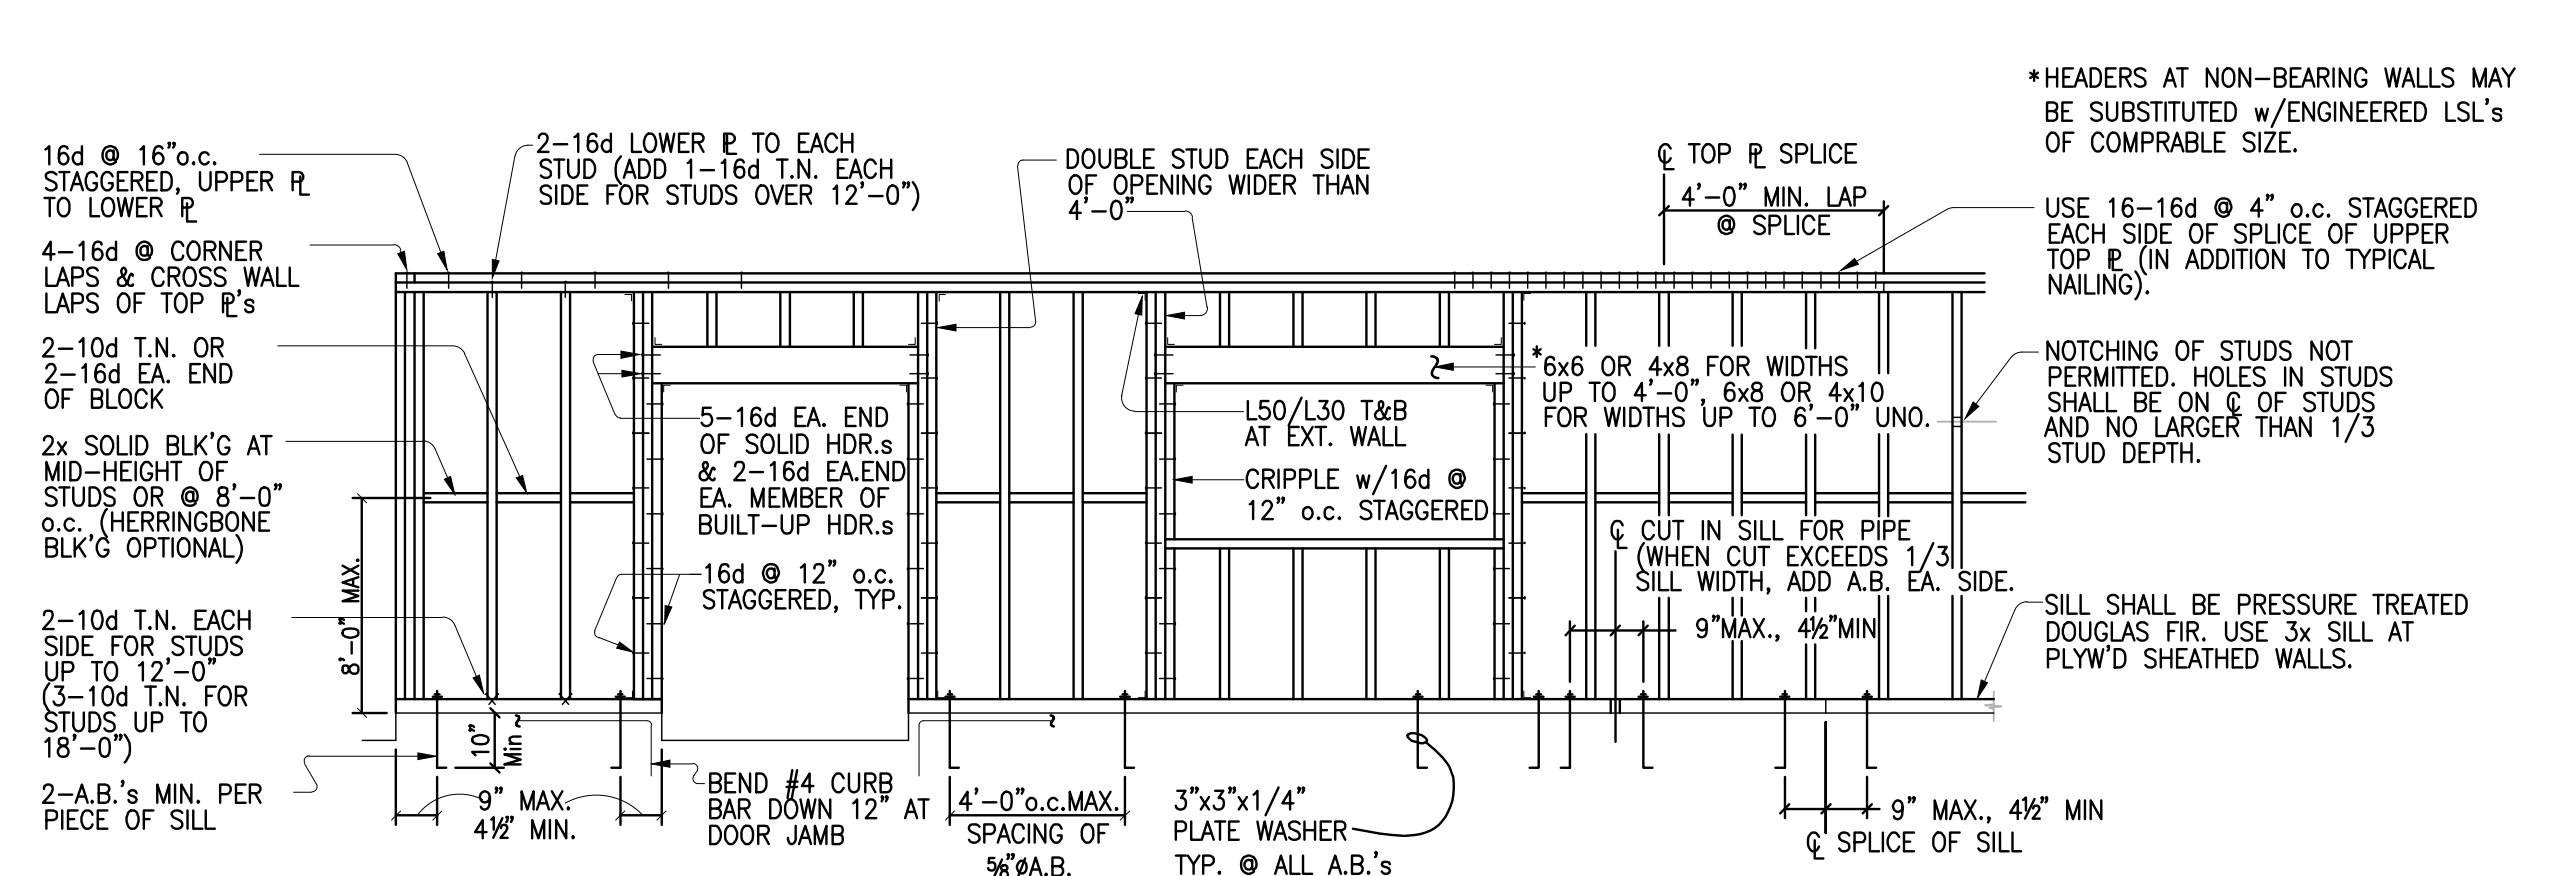 16d @ 16"o.c.
STAGGERED, UPPER ℄
TO LOWER ℄
4-16d @ CORNER
LAPS & CROSS WALL
LAPS OF TOP ℄'s
2-10d T.N. OR
2-16d EA. END
OF BLOCK
2x SOLID BLK'G AT
MID-HEIGHT OF
STUDS OR @ 8'-0"
o.c. (HERRINGBONE
BLK'G OPTIONAL)
2-10d T.N. EACH
SIDE FOR STUDS
UP TO 12'-0"
(3-10d T.N. FOR
STUDS UP TO
18'-0")
2-A.B.'s MIN. PER
PIECE OF SILL
8'-0" MAX.
10"
Min
9" MAX.
4½" MIN.
2-16d LOWER PL TO EACH
STUD (ADD 1-16d T.N. EACH
SIDE FOR STUDS OVER 12'-0")
5-16d EA. END
OF SOLID HDR.s
& 2-16d EA.END
EA. MEMBER OF
BUILT-UP HDR.s
16d @ 12" o.c.
STAGGERED, TYP.
BEND #4 CURB
BAR DOWN 12" AT
DOOR JAMB
DOUBLE STUD EACH SIDE
OF OPENING WIDER THAN
4'-0"
4'-0"o.c.MAX.
SPACING OF
⅝"øA.B.
L50/L30 T&B
AT EXT. WALL
CRIPPLE w/16d @
12" o.c. STAGGERED
3"x3"x1/4"
PLATE WASHER
TYP. @ ALL A.B.'s
℄ TOP PL SPLICE
4'-0" MIN. LAP
@ SPLICE
*6x6 OR 4x8 FOR WIDTHS
UP TO 4'-0", 6x8 OR 4x10
FOR WIDTHS UP TO 6'-0" UNO.
℄ CUT IN SILL FOR PIPE
(WHEN CUT EXCEEDS 1/3
SILL WIDTH, ADD A.B. EA. SIDE.
9"MAX., 4½"MIN
9" MAX., 4½" MIN
℄ SPLICE OF SILL
*HEADERS AT NON-BEARING WALLS MAY
BE SUBSTITUTED w/ENGINEERED LSL's
OF COMPRABLE SIZE.
USE 16-16d @ 4" o.c. STAGGERED
EACH SIDE OF SPLICE OF UPPER
TOP PL (IN ADDITION TO TYPICAL
NAILING).
NOTCHING OF STUDS NOT
PERMITTED. HOLES IN STUDS
SHALL BE ON ℄ OF STUDS
AND NO LARGER THAN 1/3
STUD DEPTH.
SILL SHALL BE PRESSURE TREATED
DOUGLAS FIR. USE 3x SILL AT
PLYW'D SHEATHED WALLS.